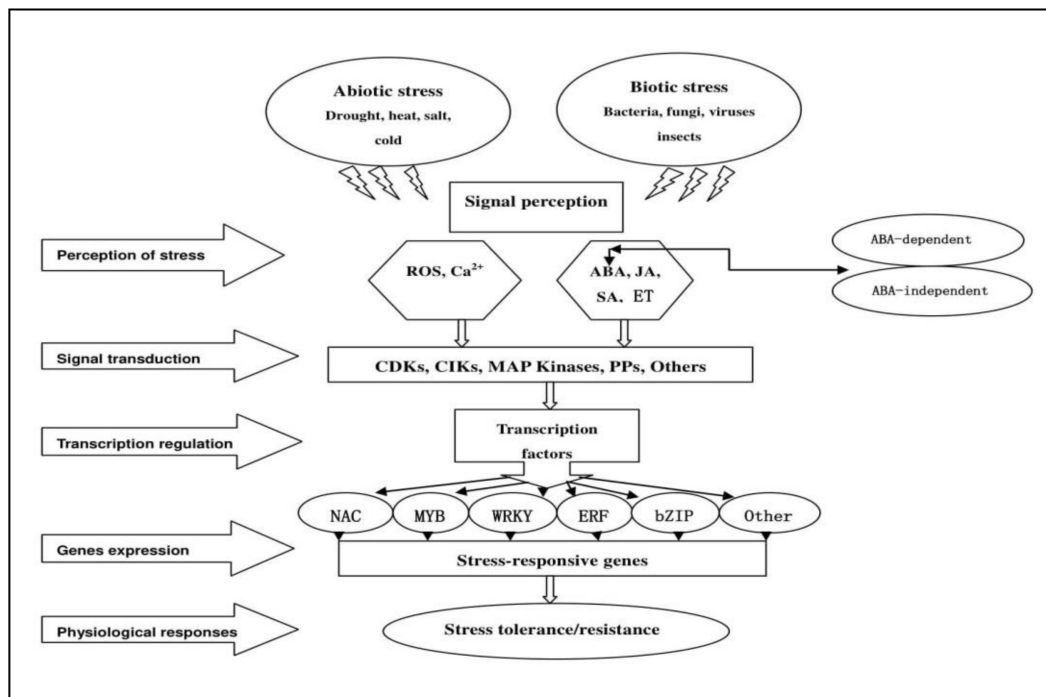 Abiotic stress
Drought, heat, salt,
cold
Biotic stress
Bacteria, fungi, viruses
insects
Signal perception
Perception of stress
ROS, Ca²⁺
ABA, JA,
SA, ET
ABA-dependent
ABA-independent
Signal transduction
CDKs, CIKs, MAP Kinases, PPs, Others
Transcription regulation
Transcription
factors
NAC
MYB
WRKY
ERF
bZIP
Other
Genes expression
Stress-responsive genes
Physiological responses
Stress tolerance/resistance